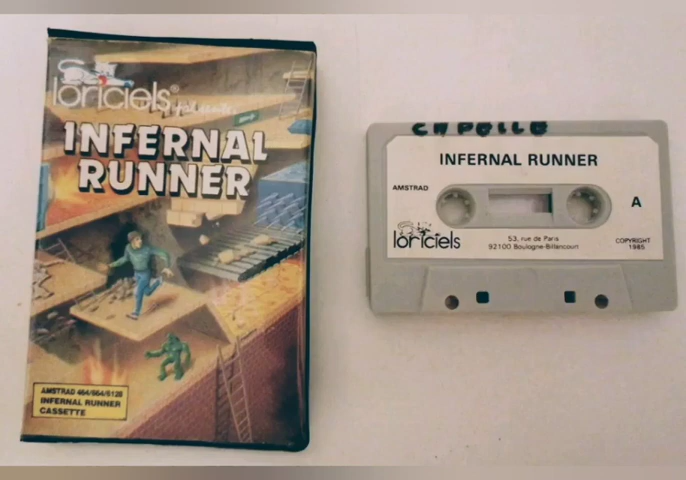 loriciels
INFERNAL
RUNNER
AMSTRAD 464/664/6128
INFERNAL RUNNER
CASSETTE
INFERNAL RUNNER
AMSTRAD
A
loriciels
53, rue de Paris
92100 Boulogne-Billancourt
COPYRIGHT
1985